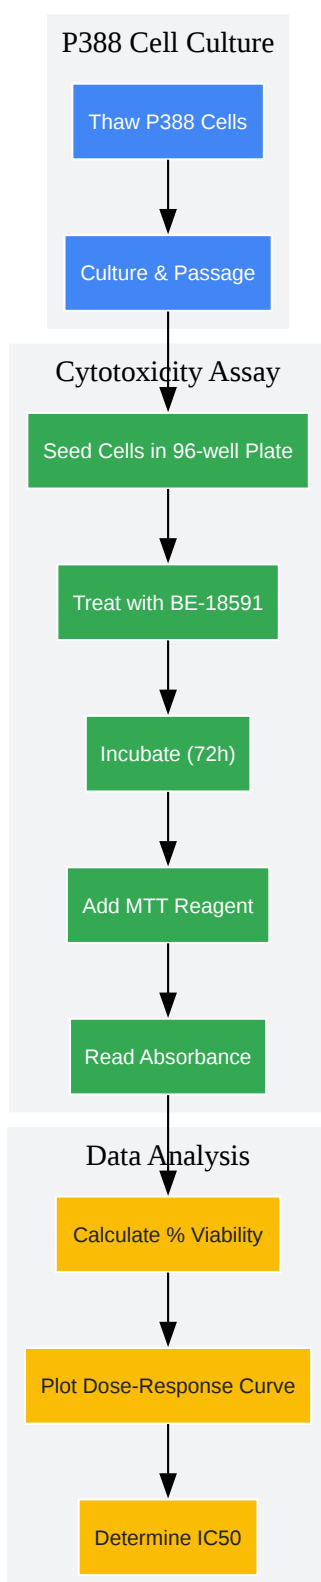 P388 Cell Culture
Thaw P388 Cells
Culture & Passage
Cytotoxicity Assay
Seed Cells in 96-well Plate
Treat with BE-18591
Incubate (72h)
Add MTT Reagent
Read Absorbance
Data Analysis
Calculate % Viability
Plot Dose-Response Curve
Determine IC50